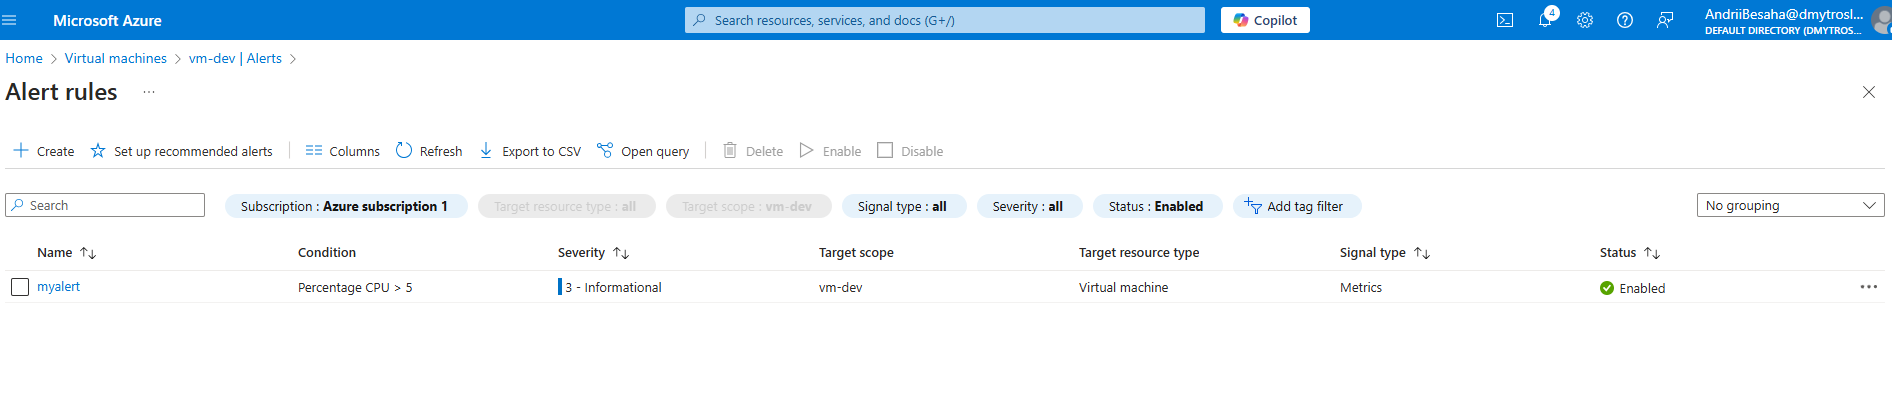 Microsoft Azure
Search resources, services, and docs (G+/)
Copilot
4
AndriiBesaha@dmytrosl...
DEFAULT DIRECTORY (DMYTROS...
Home > Virtual machines > vm-dev | Alerts >
Alert rules ...
Create
Set up recommended alerts
Columns
Refresh
Export to CSV
Open query
Delete
Enable
Disable
Search
Subscription : Azure subscription 1
Target resource type : all
Target scope : vm-dev
Signal type : all
Severity : all
Status : Enabled
Add tag filter
No grouping
Name ↑↓ Condition Severity ↑↓ Target scope Target resource type Signal type ↑↓ Status ↑↓
myalert Percentage CPU > 5 3 - Informational vm-dev Virtual machine Metrics Enabled ...